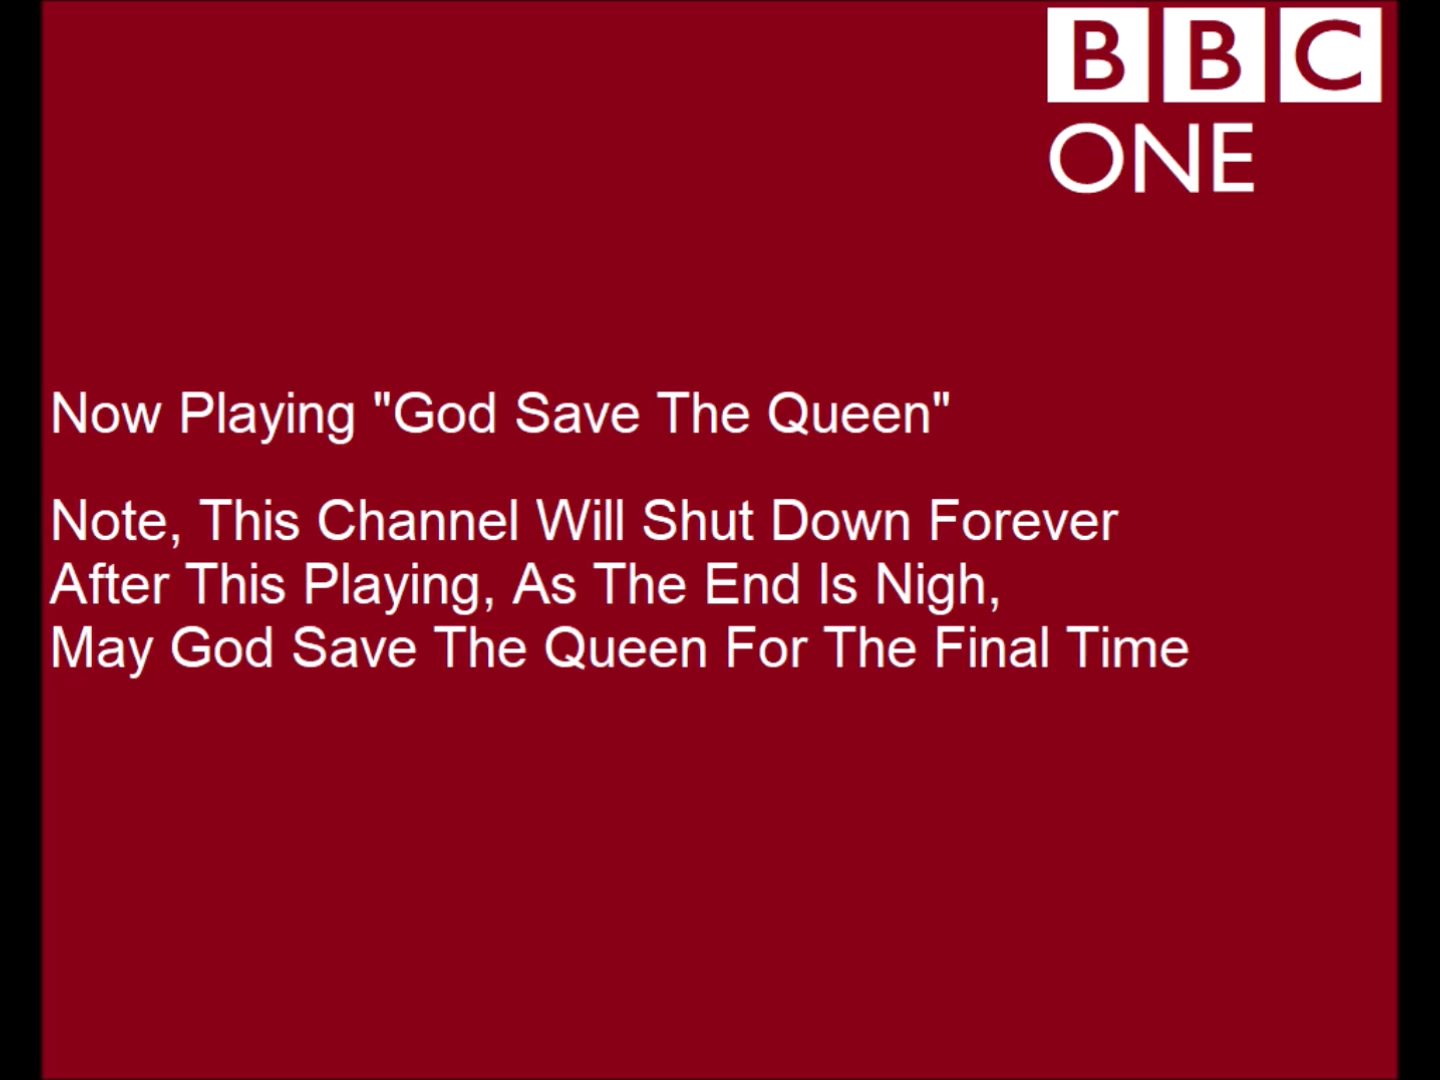 BBC
ONE
Now Playing "God Save The Queen"
Note, This Channel Will Shut Down Forever
After This Playing, As The End Is Nigh,
May God Save The Queen For The Final Time